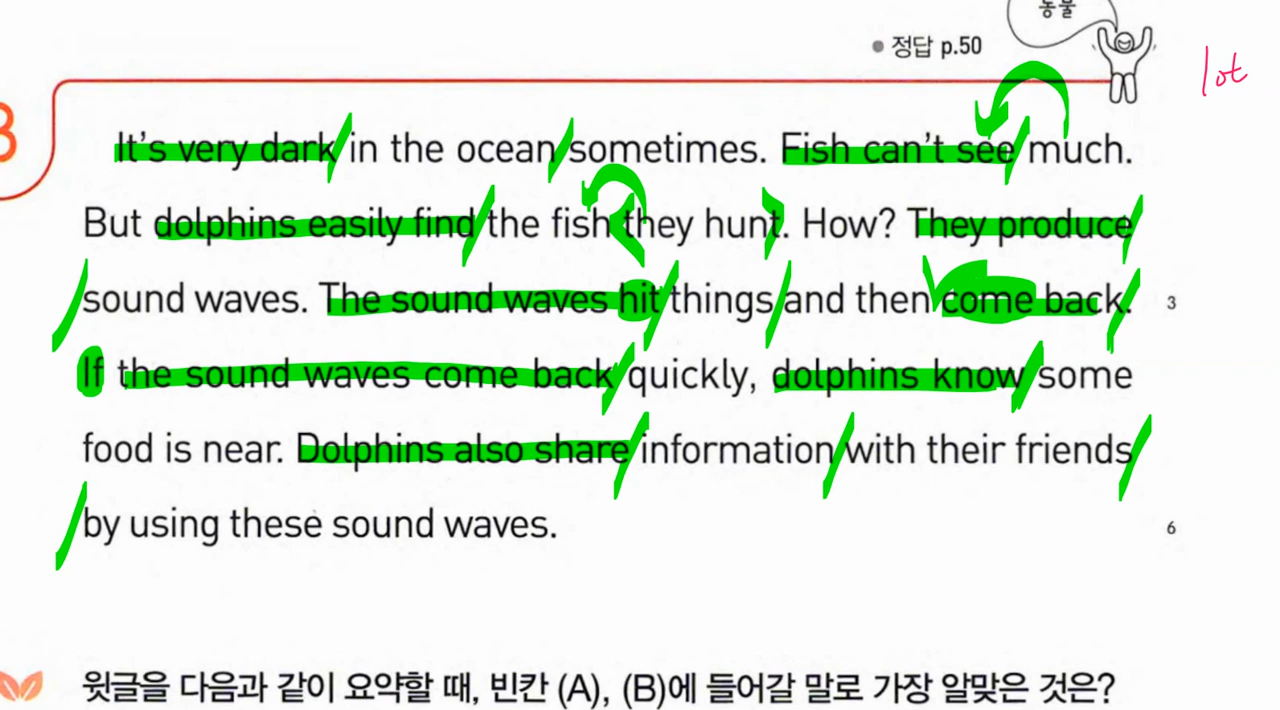 동물
정답 p.50
lot
3
It's very dark in the ocean sometimes. Fish can't see much.
But dolphins easily find the fish they hunt. How? They produce
sound waves. The sound waves hit things and then come back. 3
If the sound waves come back quickly, dolphins know some
food is near. Dolphins also share information with their friends
by using these sound waves. 6
윗글을 다음과 같이 요약할 때, 빈칸 (A), (B)에 들어갈 말로 가장 알맞은 것은?